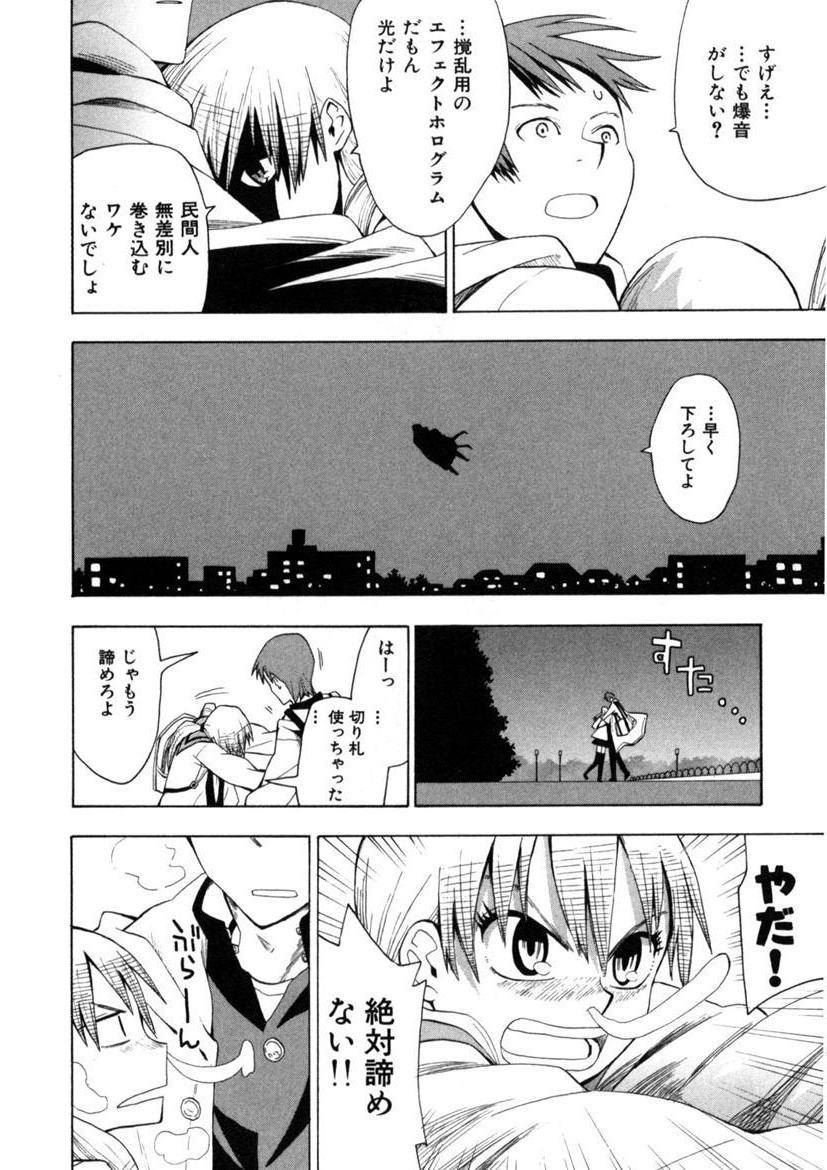 すげえ…
…でも爆音
がしない?
…撹乱用の
エフェクトホログラム
だもん
光だけよ
民間人
無差別に
巻き込む
ワケ
ないでしょ
…早く
下ろしてよ
すた…
はーっ
…切り札
使っちゃった…
じゃもう
諦めろよ
やだ!
絶対諦め
ない!!
ぶらーん